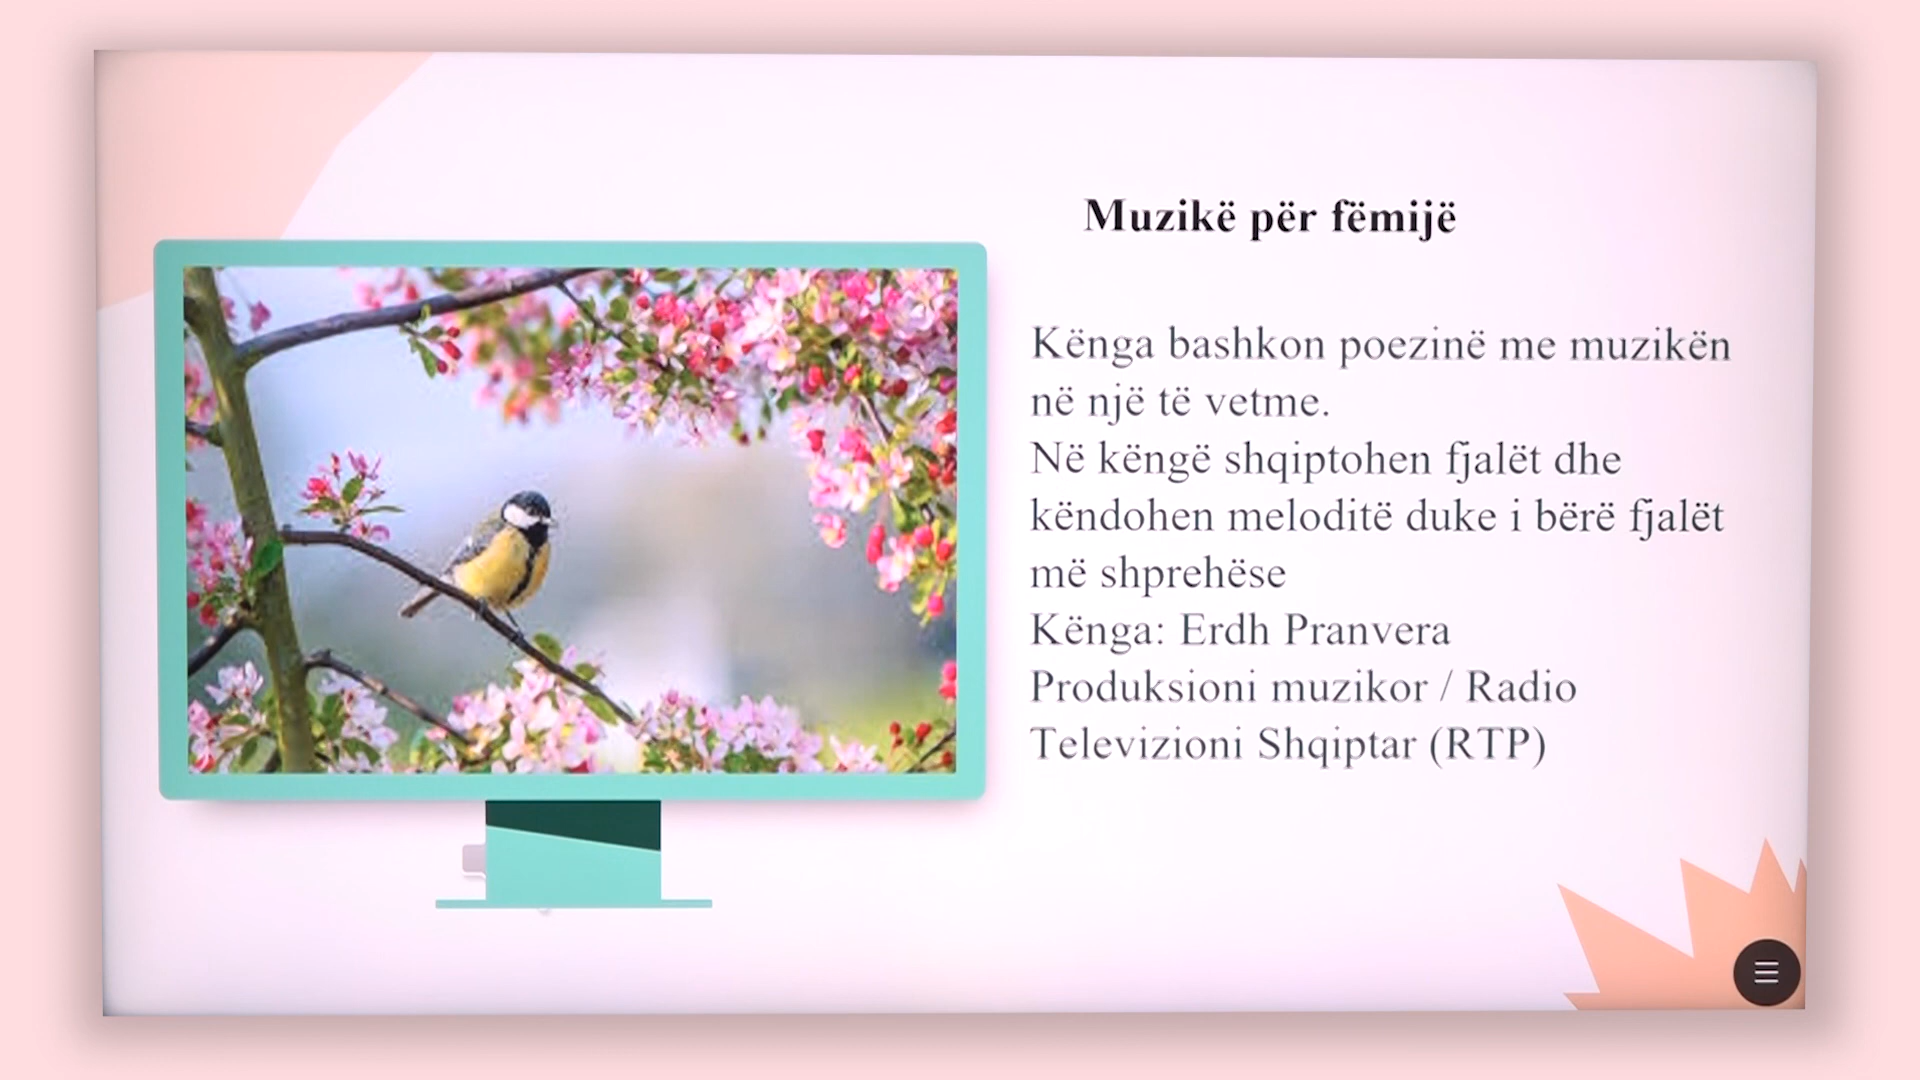 Muzikë për fëmijë
Kënga bashkon poezinë me muzikën
në një të vetme.
Në këngë shqiptohen fjalët dhe
këndohen meloditë duke i bërë fjalët
më shprehëse
Kënga: Erdh Pranvera
Produksioni muzikor / Radio
Televizioni Shqiptar (RTP)